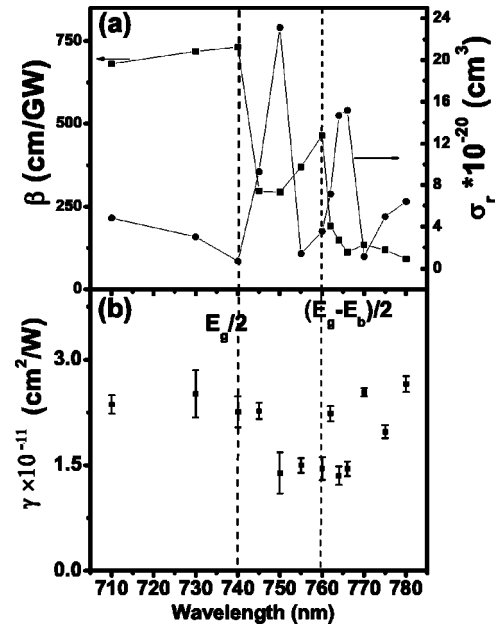 (a)
750
500
250
0
β (cm/GW)
24
20
16
12
8
4
0
σr *10^-20 (cm^3)
(b)
Eg/2
(Eg-Eb)/2
3.0
1.5
0.0
γ×10^-11 (cm^2/W)
710 720 730 740 750 760 770 780
Wavelength (nm)